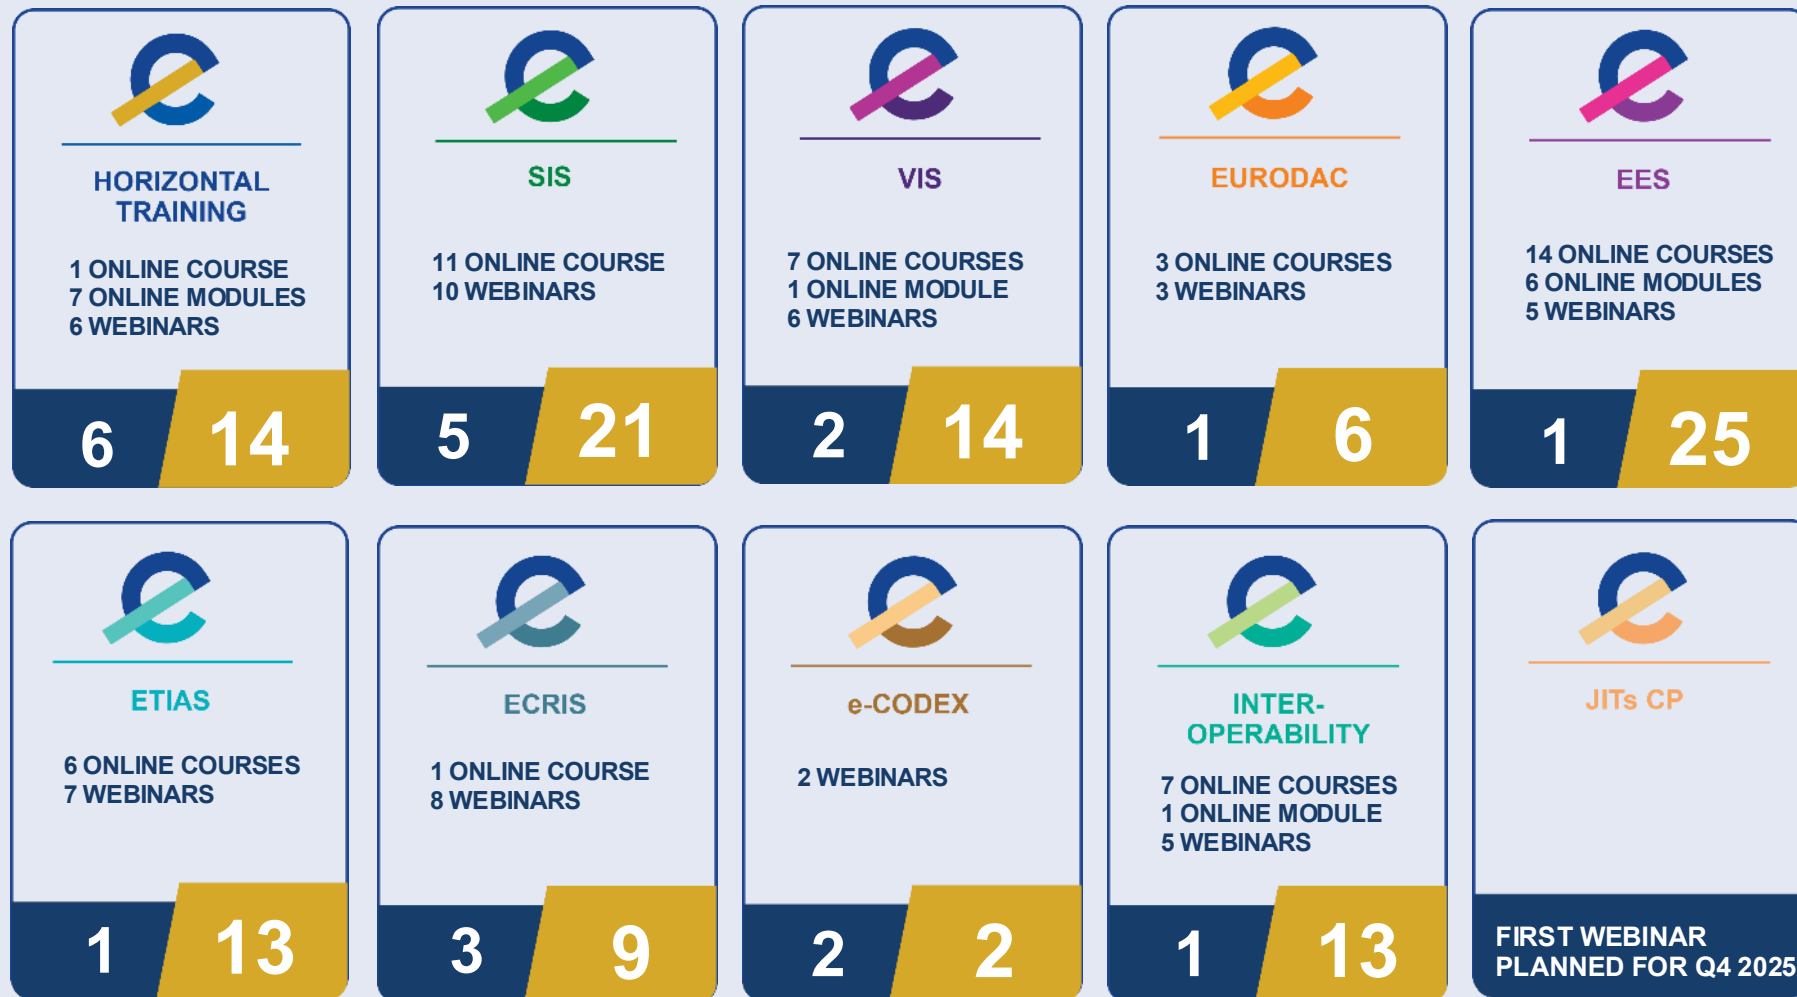 HORIZONTAL
TRAINING
1 ONLINE COURSE
7 ONLINE MODULES
6 WEBINARS
6
14
SIS
11 ONLINE COURSE
10 WEBINARS
5
21
VIS
7 ONLINE COURSES
1 ONLINE MODULE
6 WEBINARS
2
14
EURODAC
3 ONLINE COURSES
3 WEBINARS
1
6
EES
14 ONLINE COURSES
6 ONLINE MODULES
5 WEBINARS
1
25
ETIAS
6 ONLINE COURSES
7 WEBINARS
1
13
ECRIS
1 ONLINE COURSE
8 WEBINARS
3
9
e-CODEX
2 WEBINARS
2
2
INTER-
OPERABILITY
7 ONLINE COURSES
1 ONLINE MODULE
5 WEBINARS
1
13
JITs CP
FIRST WEBINAR
PLANNED FOR Q4 2025